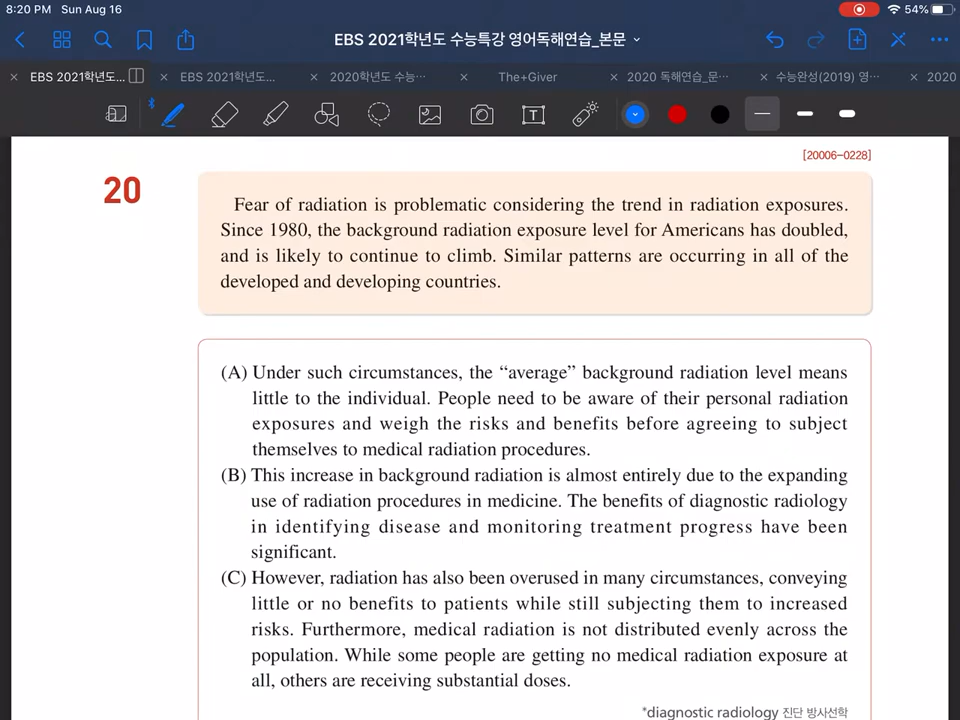 8:20 PM Sun Aug 16
54%
EBS 2021학년도 수능특강 영어독해연습_본문
EBS 2021학년도...
EBS 2021학년도...
2020학년도 수능...
The+Giver
2020 독해연습_문...
수능완성(2019) 영...
2020
[20006-0228]
20
Fear of radiation is problematic considering the trend in radiation exposures.
Since 1980, the background radiation exposure level for Americans has doubled,
and is likely to continue to climb. Similar patterns are occurring in all of the
developed and developing countries.
(A) Under such circumstances, the “average” background radiation level means
little to the individual. People need to be aware of their personal radiation
exposures and weigh the risks and benefits before agreeing to subject
themselves to medical radiation procedures.
(B) This increase in background radiation is almost entirely due to the expanding
use of radiation procedures in medicine. The benefits of diagnostic radiology
in identifying disease and monitoring treatment progress have been
significant.
(C) However, radiation has also been overused in many circumstances, conveying
little or no benefits to patients while still subjecting them to increased
risks. Furthermore, medical radiation is not distributed evenly across the
population. While some people are getting no medical radiation exposure at
all, others are receiving substantial doses.
*diagnostic radiology 진단 방사선학